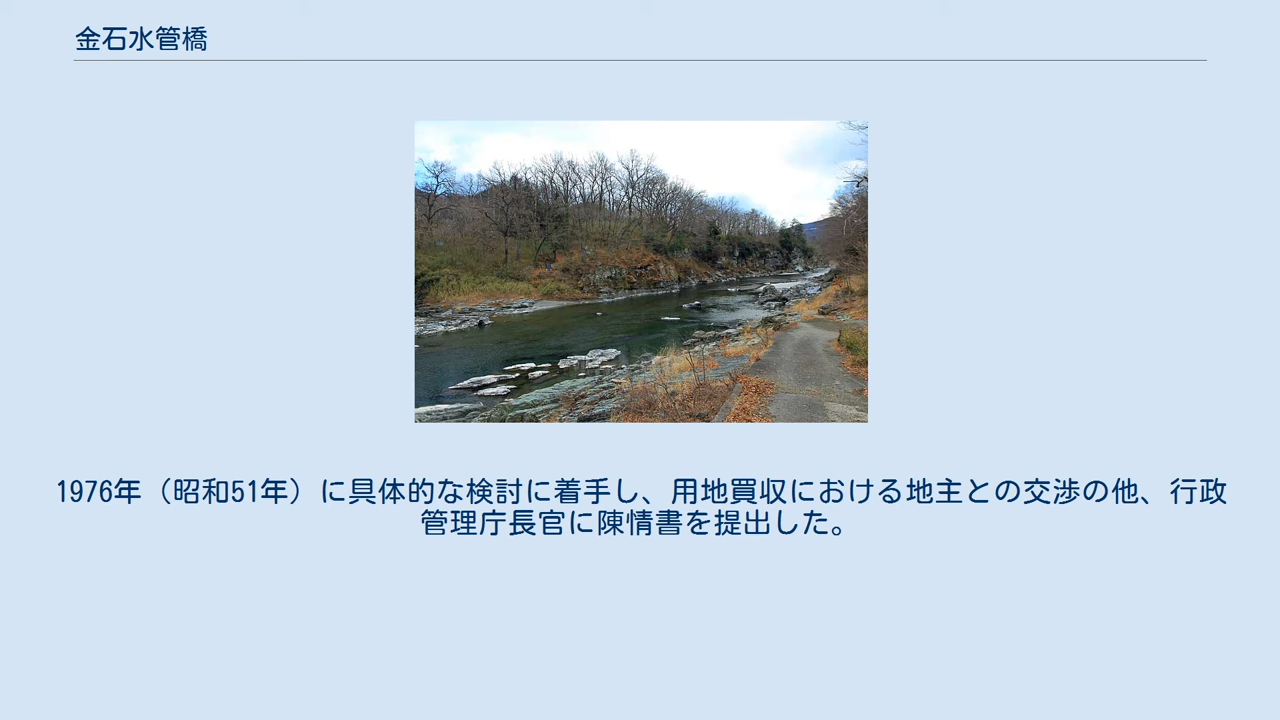 金石水管橋
1976年（昭和51年）に具体的な検討に着手し、用地買収における地主との交渉の他、行政
管理庁長官に陳情書を提出した。